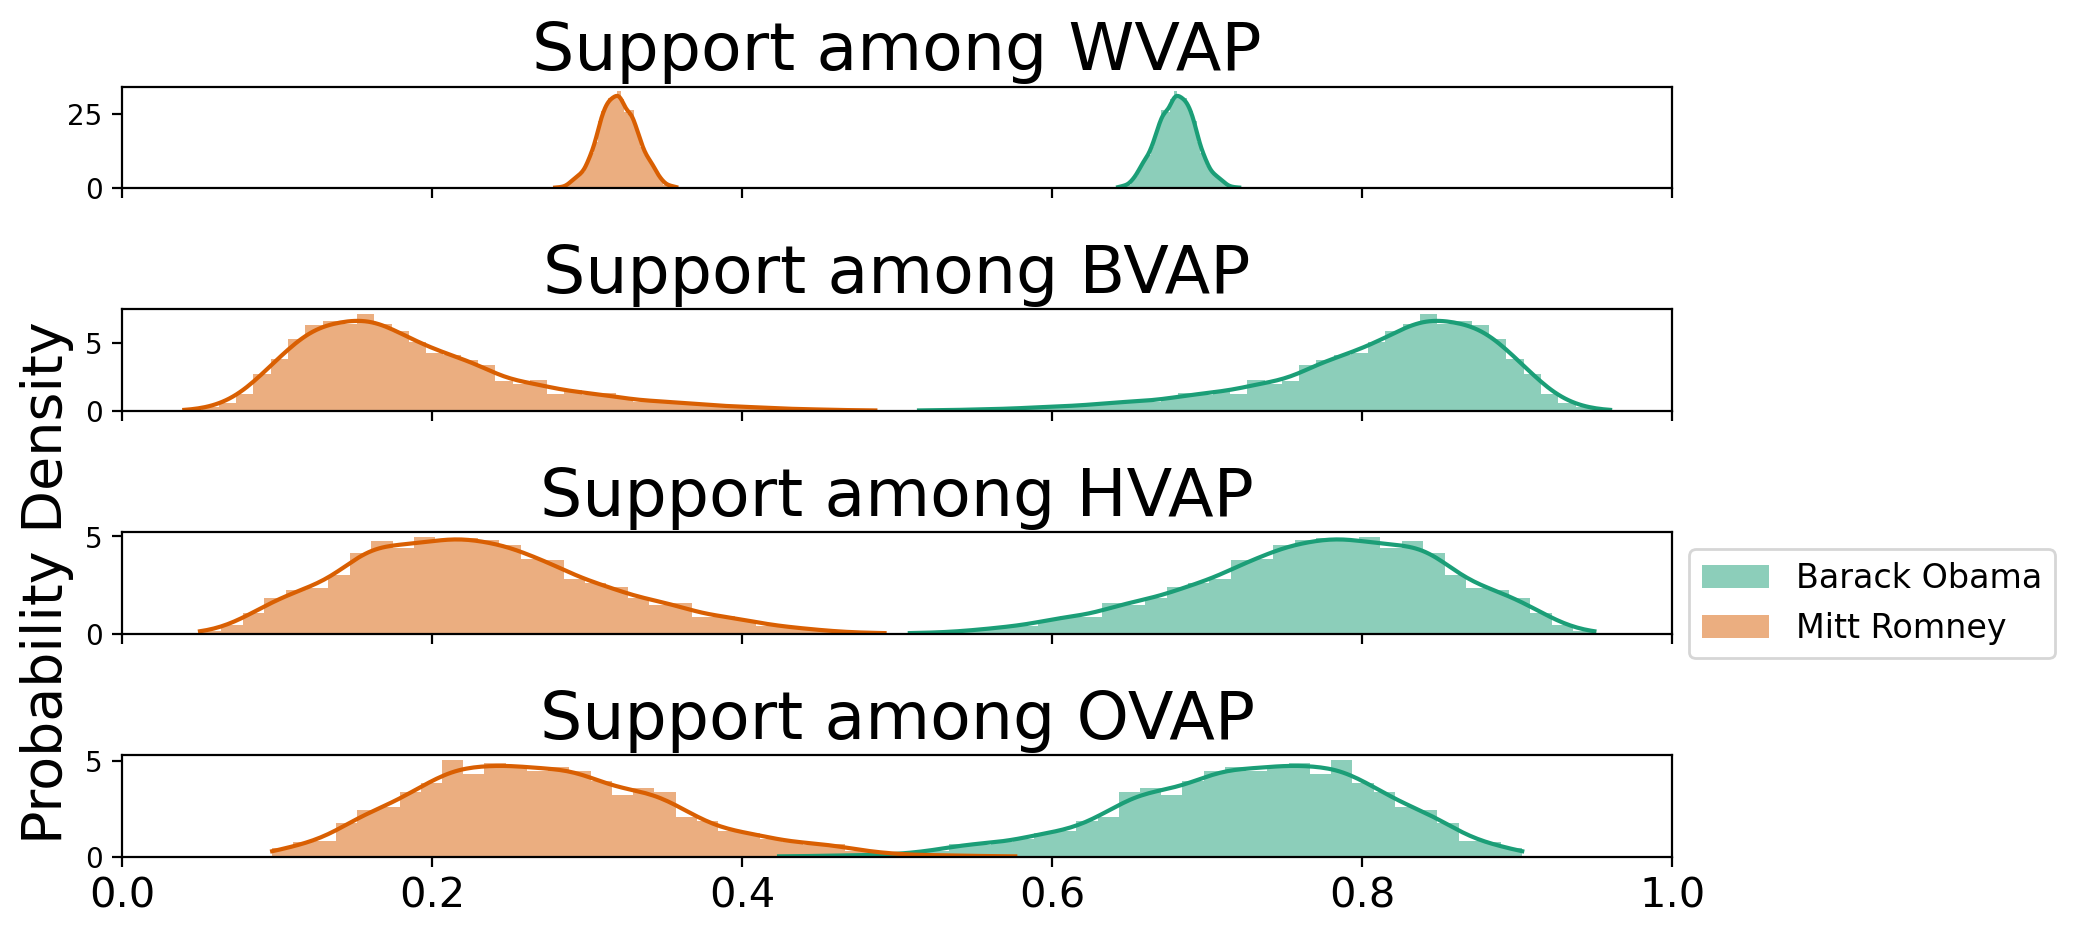 Support among WVAP
25
0
Support among BVAP
5
0
Support among HVAP
5
0
Support among OVAP
5
0
0.0 0.2 0.4 0.6 0.8 1.0
Probability Density
Barack Obama
Mitt Romney